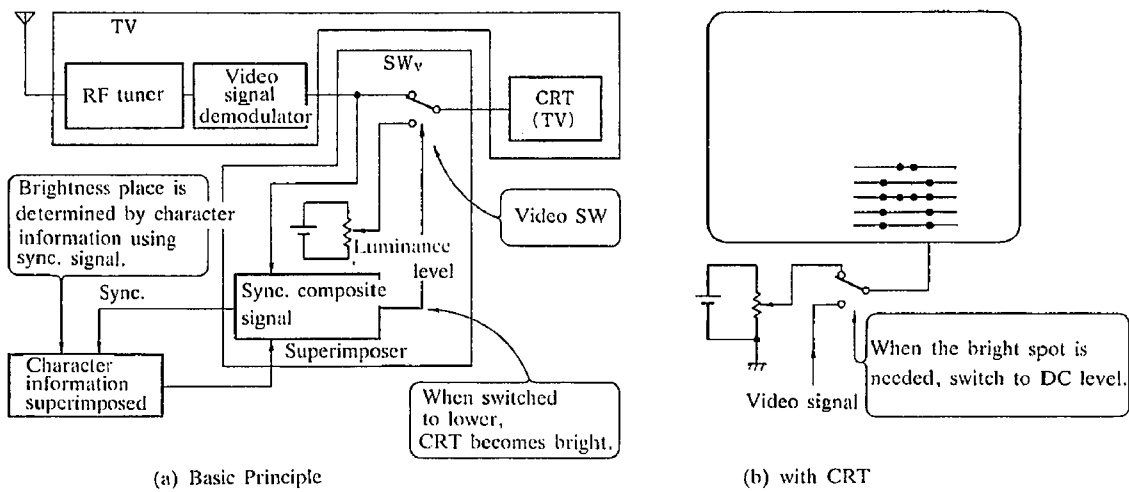 TV
SWv
RF tuner
Video
signal
demodulator
CRT
(TV)
Brightness place is
determined by character
information using
sync. signal.
Video SW
Luminance
level
Sync.
Sync. composite
signal
Superimposer
Character
information
superimposed
When switched
to lower,
CRT becomes bright.
(a) Basic Principle
When the bright spot is
needed, switch to DC level.
Video signal
(b) with CRT